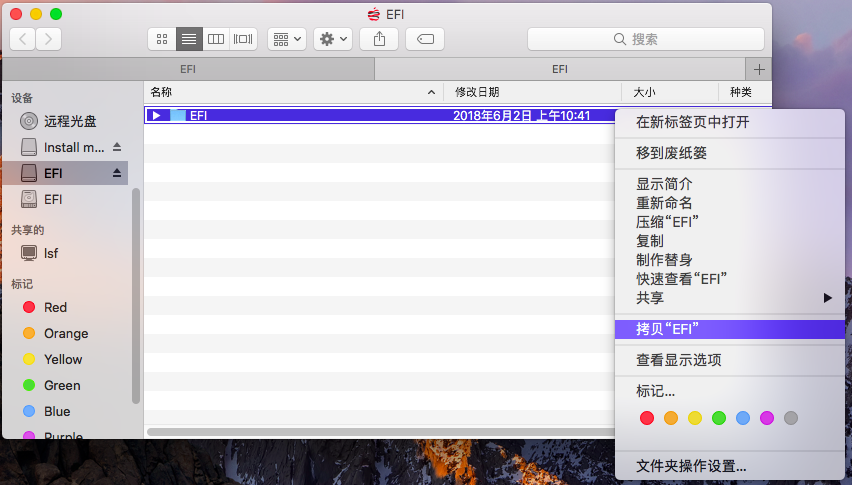 EFI
搜索
EFI
EFI
设备
远程光盘
Install m...
EFI
EFI
共享的
lsf
标记
Red
Orange
Yellow
Green
Blue
Purple
名称
修改日期
大小
种类
EFI
2018年6月2日 上午10:41
在新标签页中打开
移到废纸篓
显示简介
重新命名
压缩“EFI”
复制
制作替身
快速查看“EFI”
共享
拷贝“EFI”
查看显示选项
标记...
文件夹操作设置...